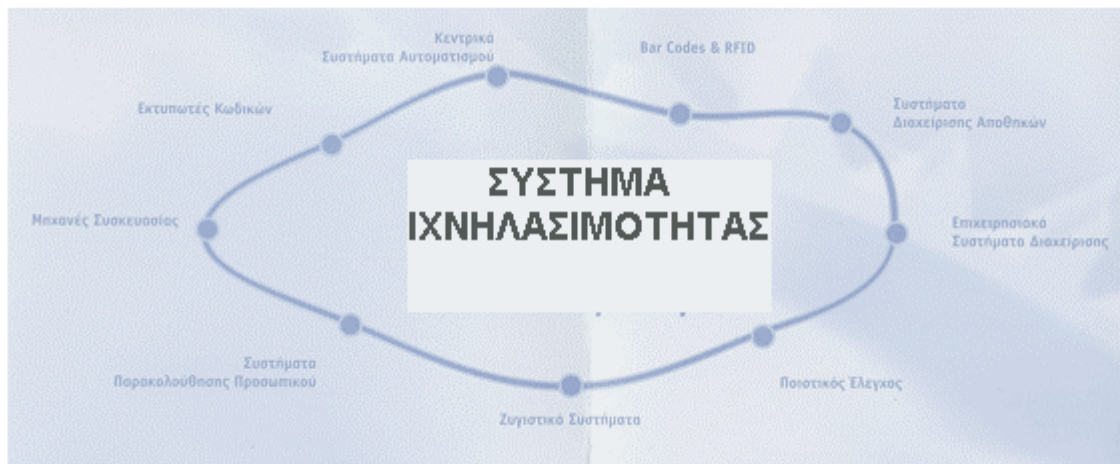 Κεντρικά
Συστήματα Αυτοματισμού
Bar Codes & RFID
Εκτυπωτές Κωδικών
Συστήματα
Διαχείρισης Αποθηκών
ΣΥΣΤΗΜΑ
ΙΧΝΗΛΑΣΙΜΟΤΗΤΑΣ
Μηχανές Συσκευασίας
Επιχειρησιακά
Συστήματα Διαχείρισης
Συστήματα
Παρακολούθησης Προσωπικού
Ποιοτικός Έλεγχος
Ζυγιστικά Συστήματα